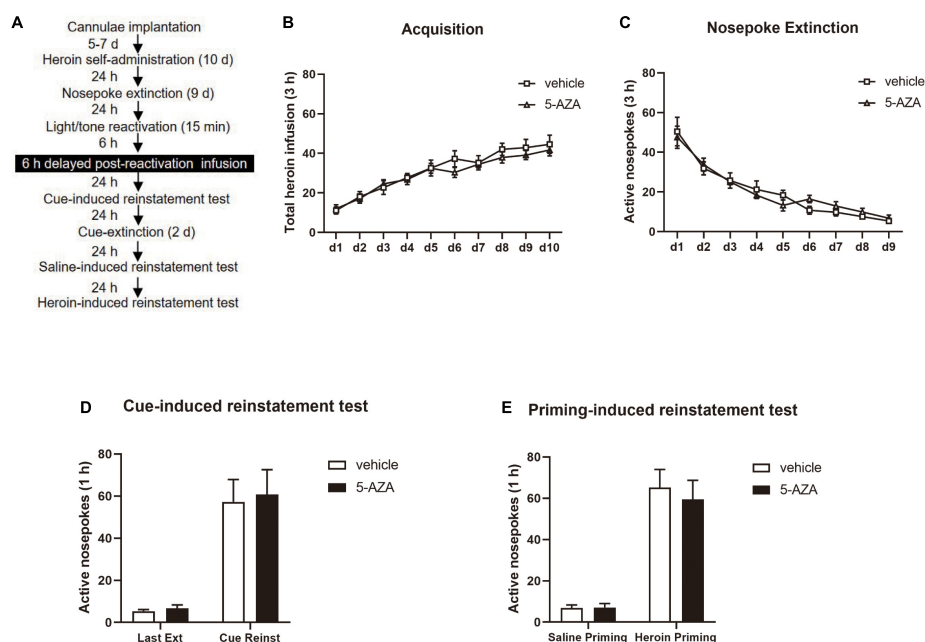 A
Cannulae implantation
5-7 d
Heroin self-administration (10 d)
24 h
Nosepoke extinction (9 d)
24 h
Light/tone reactivation (15 min)
6 h
6 h delayed post-reactivation infusion
24 h
Cue-induced reinstatement test
24 h
Cue-extinction (2 d)
24 h
Saline-induced reinstatement test
24 h
Heroin-induced reinstatement test
B
Acquisition
Total heroin infusion (3 h)
80
60
40
20
0
d1 d2 d3 d4 d5 d6 d7 d8 d9 d10
vehicle
5-AZA
C
Nosepoke Extinction
Active nosepokes (3 h)
80
60
40
20
0
d1 d2 d3 d4 d5 d6 d7 d8 d9
vehicle
5-AZA
D
Cue-induced reinstatement test
Active nosepokes (1 h)
80
60
40
20
0
Last Ext Cue Reinst
vehicle
5-AZA
E
Priming-induced reinstatement test
Active nosepokes (1 h)
80
60
40
20
0
Saline Priming Heroin Priming
vehicle
5-AZA